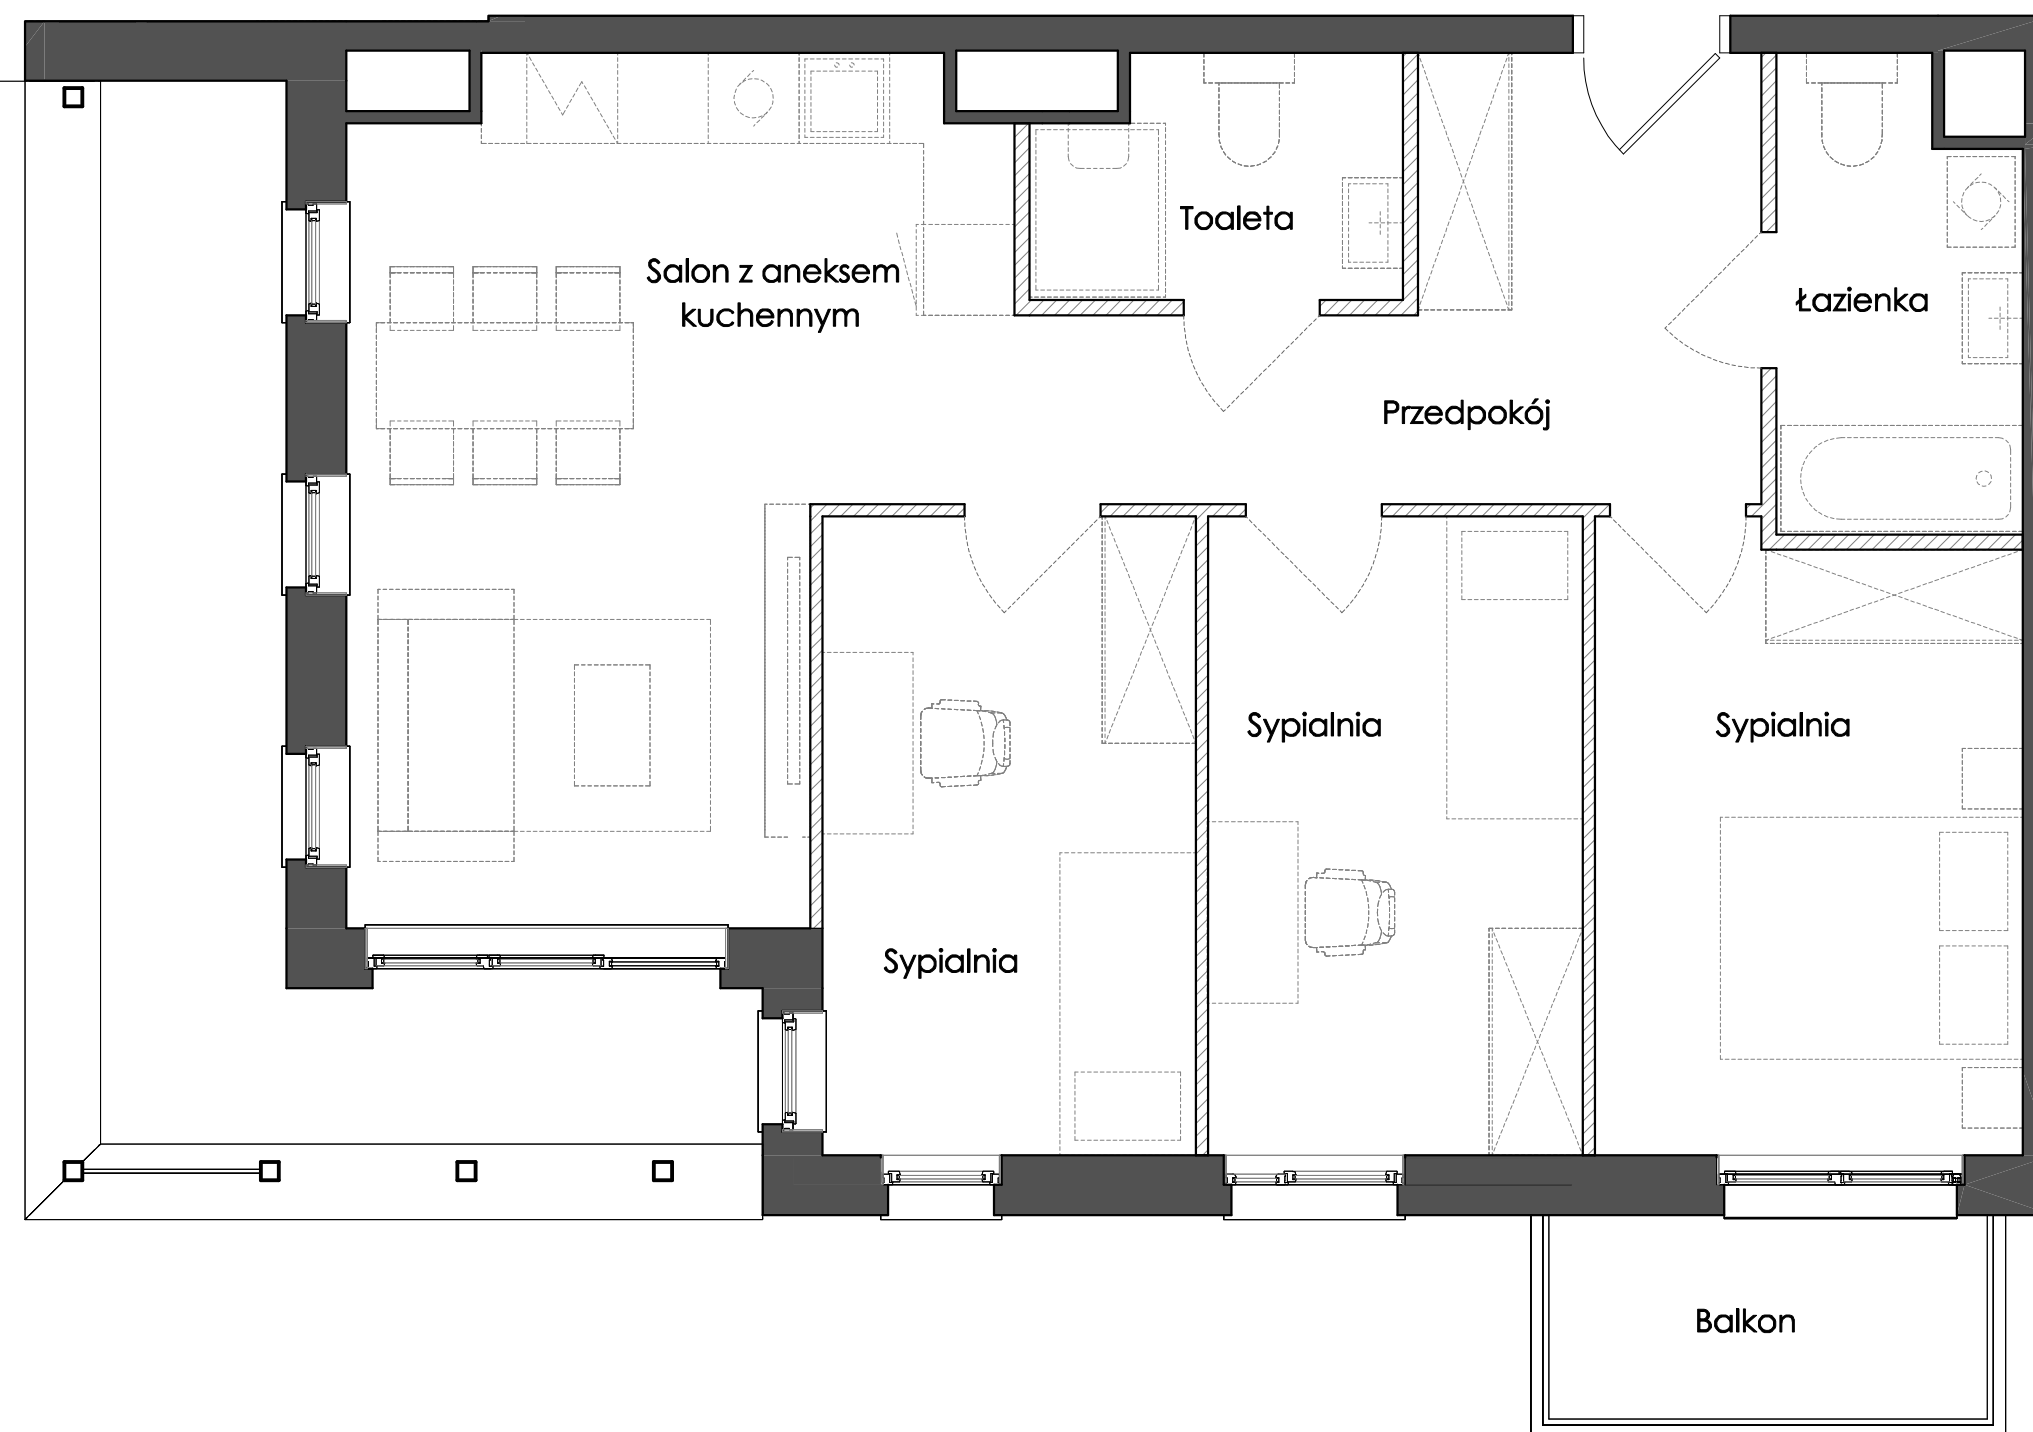 Toaleta
Salon z aneksem
kuchennym
Łazienka
Przedpokój
Sypialnia
Sypialnia
Sypialnia
Balkon